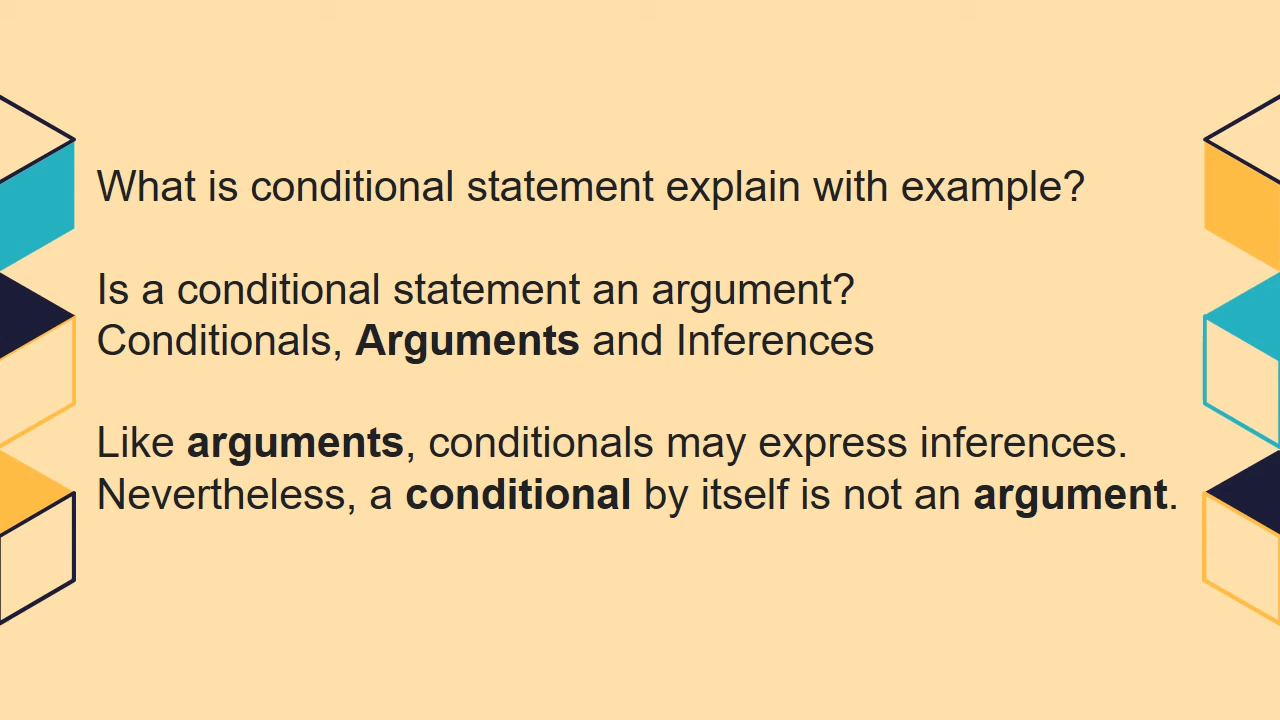 What is conditional statement explain with example?
Is a conditional statement an argument?
Conditionals, Arguments and Inferences
Like arguments, conditionals may express inferences.
Nevertheless, a conditional by itself is not an argument.